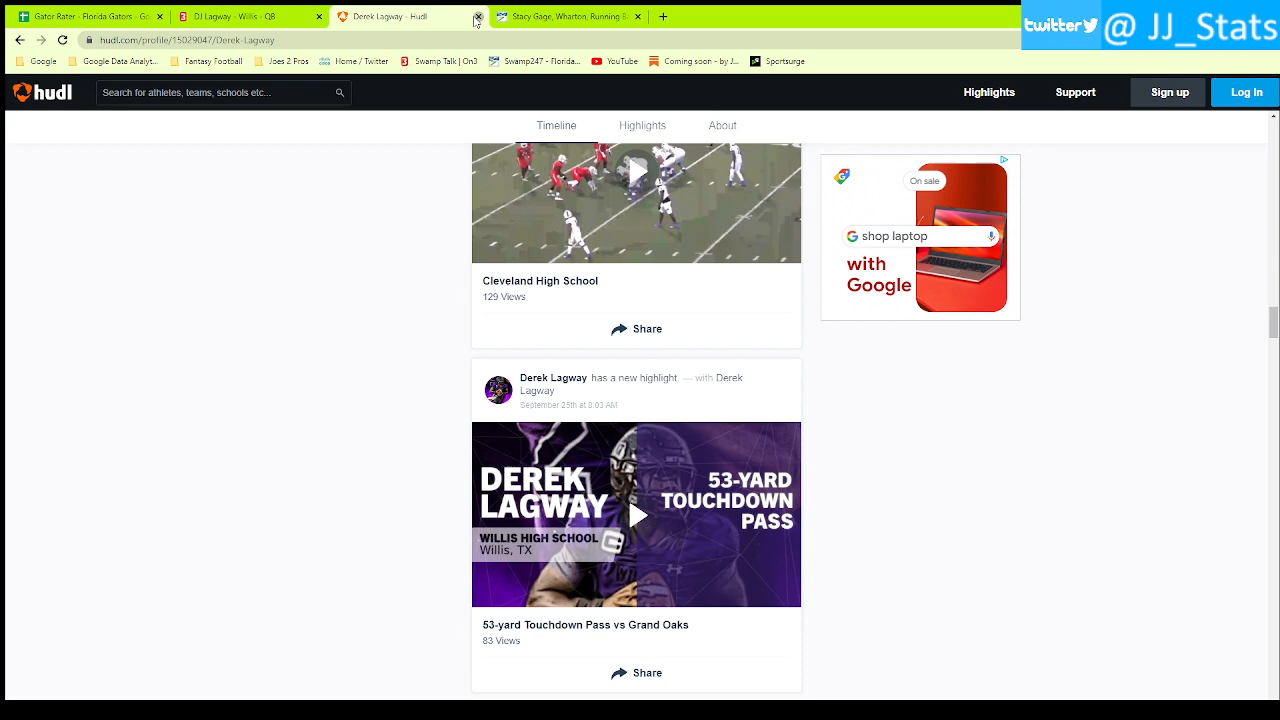 Gator Rater - Florida Gators - Go
DJ Lagway - Willis - QB
Derek Lagway - Hudl
Stacy Gage, Wharton, Running B
twitter @ JJ_Stats
hudl.com/profile/15029047/Derek-Lagway
Google
Google Data Analyt...
Fantasy Football
Joes 2 Pros
Home / Twitter
Swamp Talk | On3
Swamp247 - Florida...
YouTube
Coming soon - by J...
Sportsurge
hudl
Search for athletes, teams, schools etc...
Highlights
Support
Sign up
Log In
Timeline
Highlights
About
Cleveland High School
129 Views
Share
On sale
shop laptop
with
Google
Derek Lagway has a new highlight. — with Derek
Lagway
September 25th at 8:03 AM
DEREK
LAGWAY
WILLIS HIGH SCHOOL
Willis, TX
53-YARD
TOUCHDOWN
PASS
53-yard Touchdown Pass vs Grand Oaks
83 Views
Share